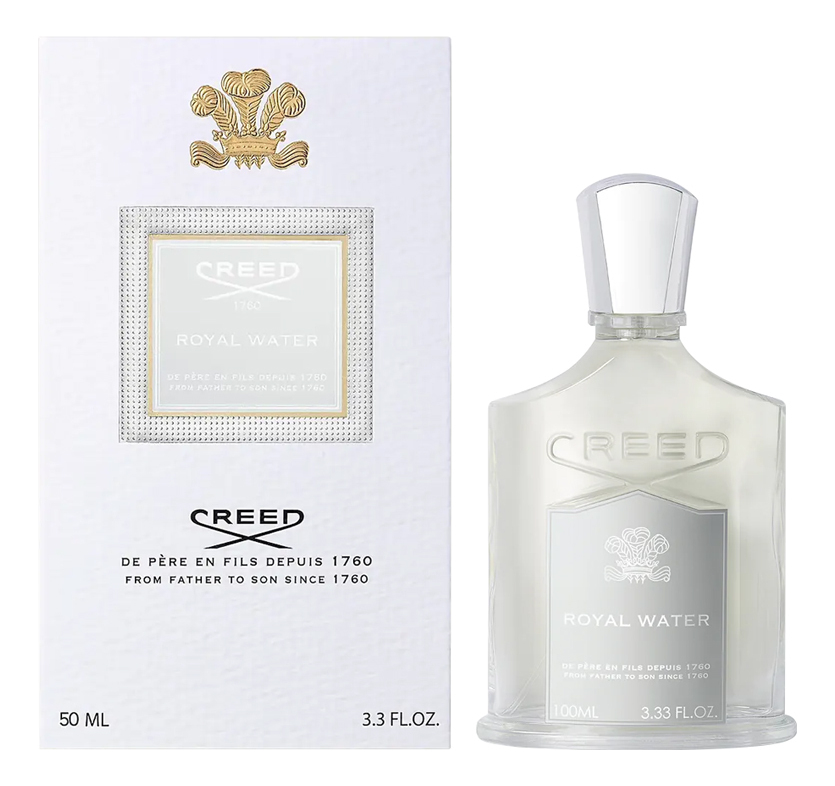 CREED
1760
ROYAL WATER
DE PÈRE EN FILS DEPUIS 1760
FROM FATHER TO SON SINCE 1760
CREED
DE PÈRE EN FILS DEPUIS 1760
FROM FATHER TO SON SINCE 1760
50 ML 3.3 FL.OZ.
CREED
ROYAL WATER
DE PÈRE EN FILS DEPUIS 1760
FROM FATHER TO SON SINCE 1760
100ML 3.33 FL.OZ.